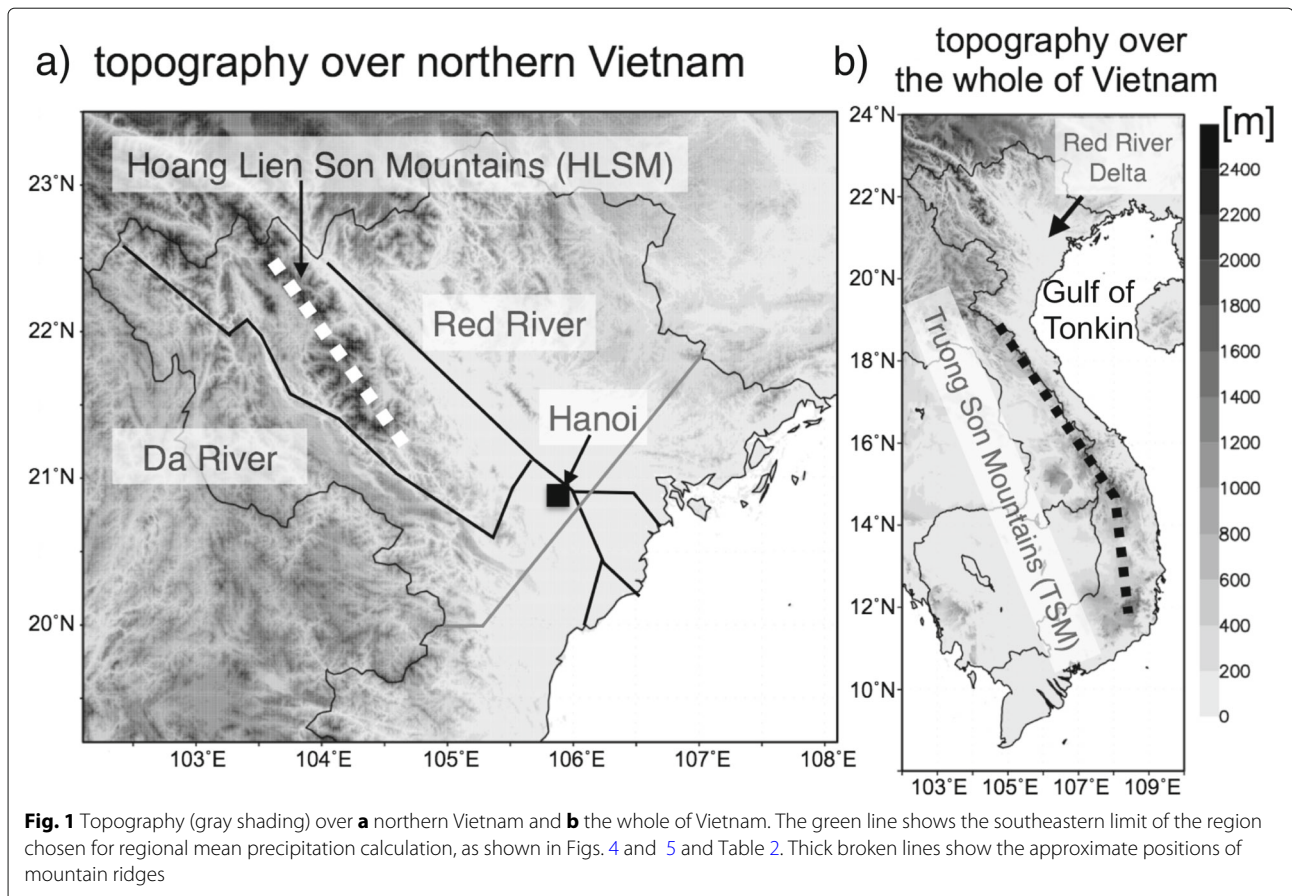 a) topography over northern Vietnam
b) topography over
the whole of Vietnam
Hoang Lien Son Mountains (HLSM)
Red River
Hanoi
Da River
23°N
22°N
21°N
20°N
103°E 104°E 105°E 106°E 107°E 108°E
Red River
Delta
Gulf of
Tonkin
Truong Son Mountains (TSM)
24°N
22°N
20°N
18°N
16°N
14°N
12°N
10°N
103°E 105°E 107°E 109°E
[m]
2400
2200
2000
1800
1600
1400
1200
1000
800
600
400
200
0
Fig. 1 Topography (gray shading) over a northern Vietnam and b the whole of Vietnam. The green line shows the southeastern limit of the region
chosen for regional mean precipitation calculation, as shown in Figs. 4 and 5 and Table 2. Thick broken lines show the approximate positions of
mountain ridges